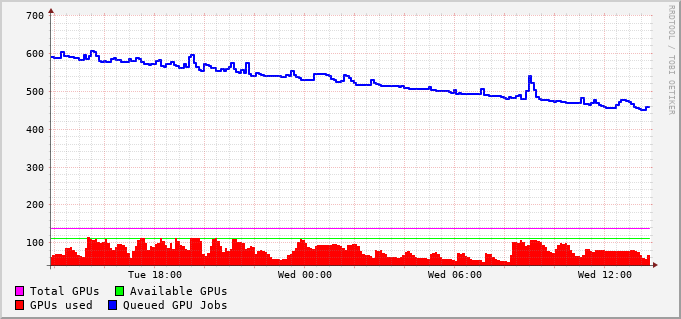 700
600
500
400
300
200
100
Tue 18:00 Wed 00:00 Wed 06:00 Wed 12:00
Total GPUs Available GPUs
GPUs used Queued GPU Jobs
RRDTOOL / TOBI OETIKER